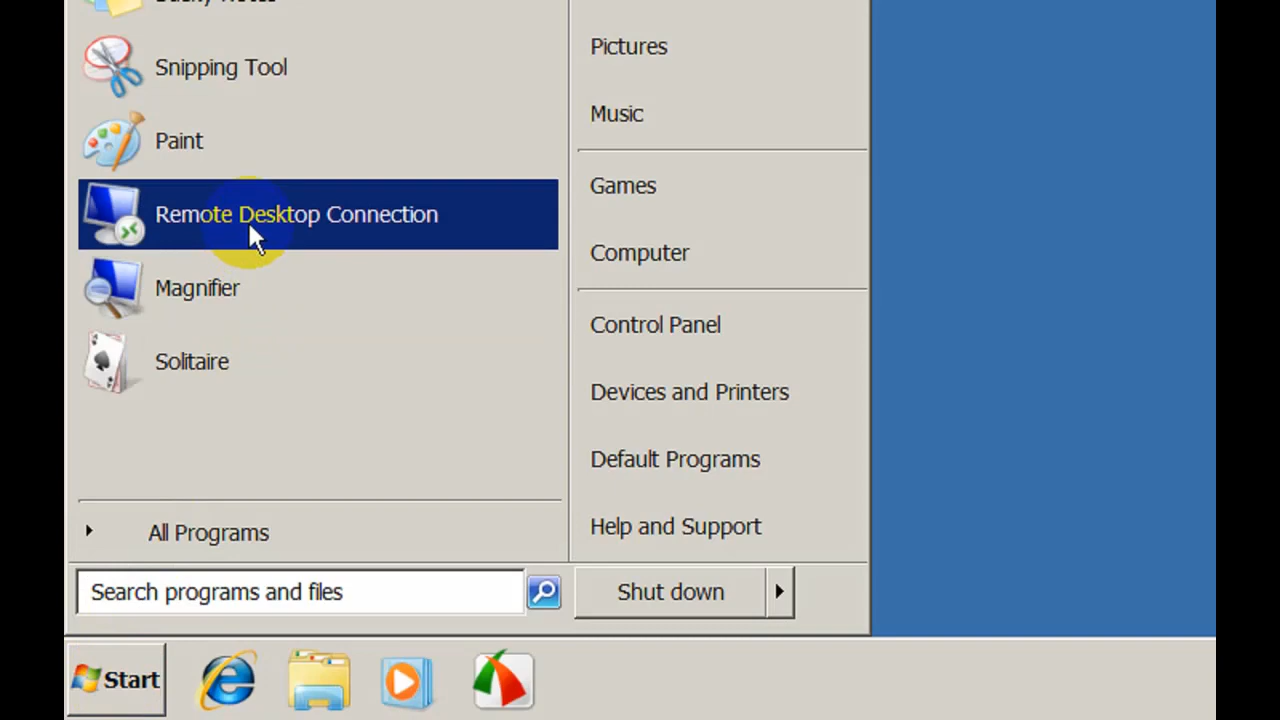 Snipping Tool
Paint
Remote Desktop Connection
Magnifier
Solitaire
All Programs
Search programs and files
Pictures
Music
Games
Computer
Control Panel
Devices and Printers
Default Programs
Help and Support
Shut down
Start